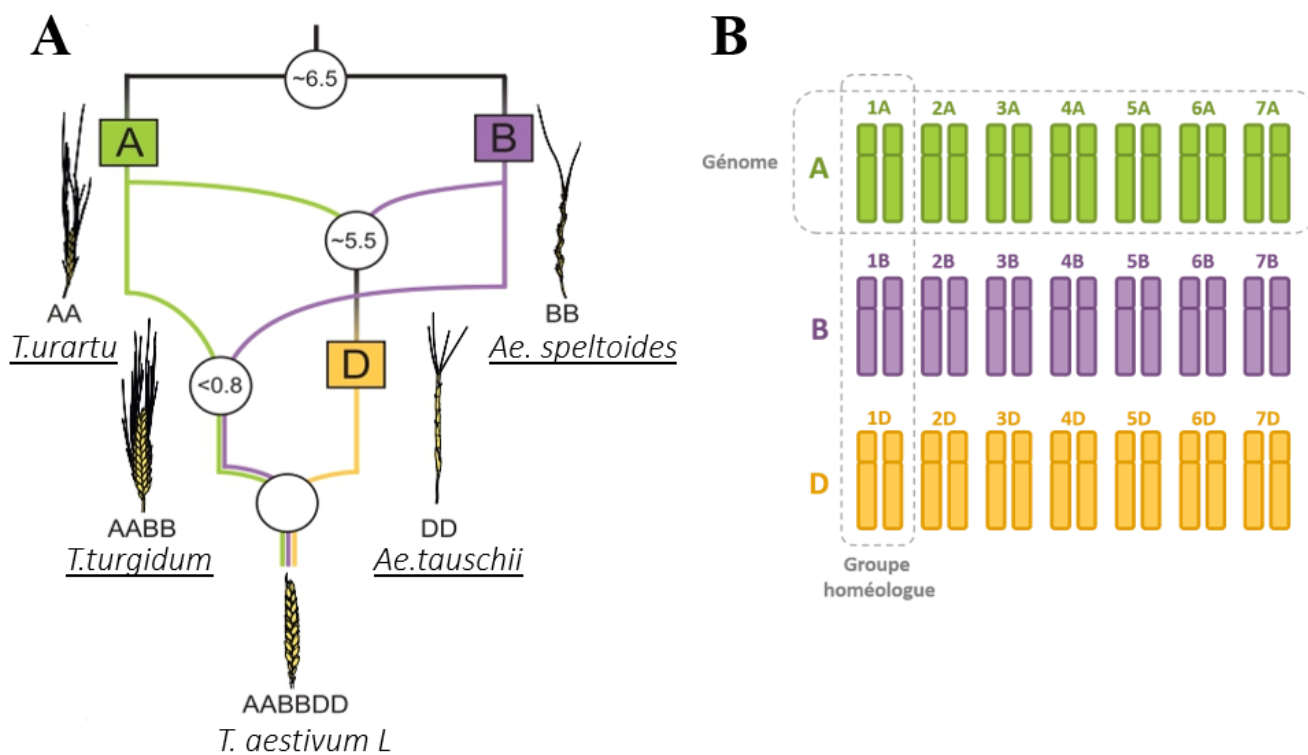 A
~6.5
A
B
~5.5
AA
T.urartu
BB
Ae. speltoides
<0.8
D
AABB
T.turgidum
DD
Ae.tauschii
AABBDD
T. aestivum L
B
1A 2A 3A 4A 5A 6A 7A
Génome
A
1B 2B 3B 4B 5B 6B 7B
B
1D 2D 3D 4D 5D 6D 7D
D
Groupe
homéologue